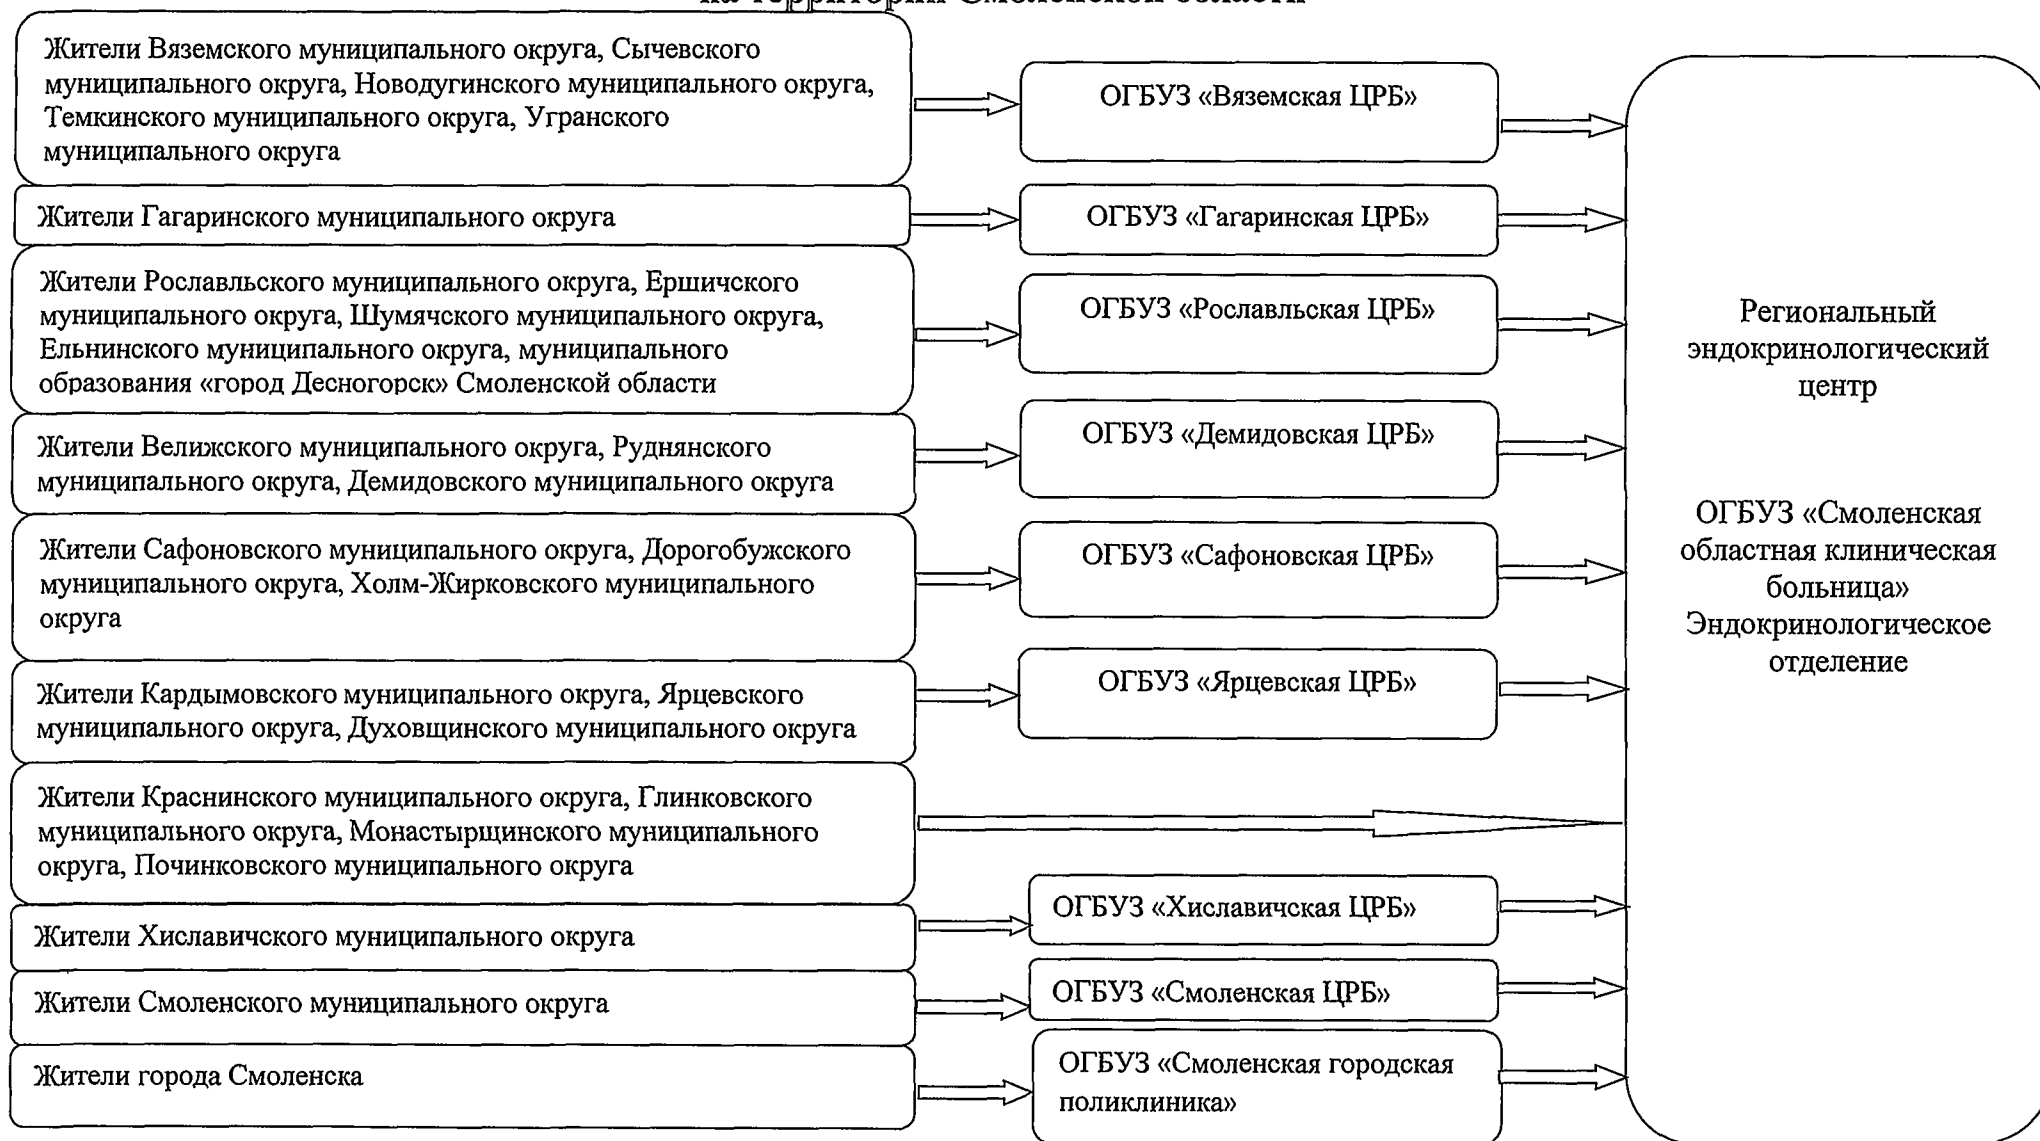 на территории Смоленской области
Жители Вяземского муниципального округа, Сычевского
муниципального округа, Новодугинского муниципального округа,
Темкинского муниципального округа, Угранского
муниципального округа
ОГБУЗ «Вяземская ЦРБ»
Жители Гагаринского муниципального округа
ОГБУЗ «Гагаринская ЦРБ»
Жители Рославльского муниципального округа, Ершичского
муниципального округа, Шумячского муниципального округа,
Ельнинского муниципального округа, муниципального
образования «город Десногорск» Смоленской области
ОГБУЗ «Рославльская ЦРБ»
Жители Велижского муниципального округа, Руднянского
муниципального округа, Демидовского муниципального округа
ОГБУЗ «Демидовская ЦРБ»
Жители Сафоновского муниципального округа, Дорогобужского
муниципального округа, Холм-Жирковского муниципального
округа
ОГБУЗ «Сафоновская ЦРБ»
Жители Кардымовского муниципального округа, Ярцевского
муниципального округа, Духовщинского муниципального округа
ОГБУЗ «Ярцевская ЦРБ»
Жители Краснинского муниципального округа, Глинковского
муниципального округа, Монастырщинского муниципального
округа, Починковского муниципального округа
Жители Хиславичского муниципального округа
ОГБУЗ «Хиславичская ЦРБ»
Жители Смоленского муниципального округа
ОГБУЗ «Смоленская ЦРБ»
Жители города Смоленска
ОГБУЗ «Смоленская городская
поликлиника»
Региональный
эндокринологический
центр
ОГБУЗ «Смоленская
областная клиническая
больница»
Эндокринологическое
отделение